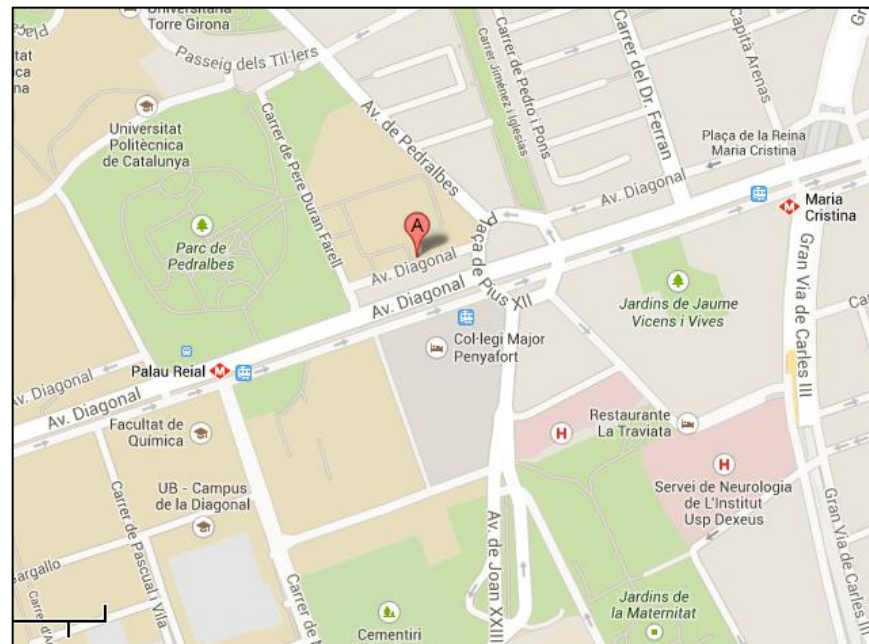 Plaça
Universitària
Torre Girona
Passeig dels Til·lers
Universitat
Politècnica
de Catalunya
Carrer de Pere Duran Farell
Av. de Pedralbes
Carrer Jiménez i Iglesias
Carrer de Pedro i Pons
Carrer del Dr. Ferran
Capità Arenas
Plaça de la Reina
Maria Cristina
Av. Diagonal
M
Maria
Cristina
Parc de
Pedralbes
A
Av. Diagonal
Plaça de Pius XII
Av. Diagonal
Jardins de Jaume
Vicens i Vives
Gran Via de Carles III
Col·legi Major
Penyafort
Palau Reial
M
Av. Diagonal
Av. Diagonal
Facultat de
Química
H
Restaurante
La Traviata
H
Servei de Neurologia
de L'Institut
Usp Dexeus
UB - Campus
de la Diagonal
Carrer de Pascual i Vila
Av. de Joan XXIII
Gran Via de Carles III
Jardins de
la Maternitat
Cementiri